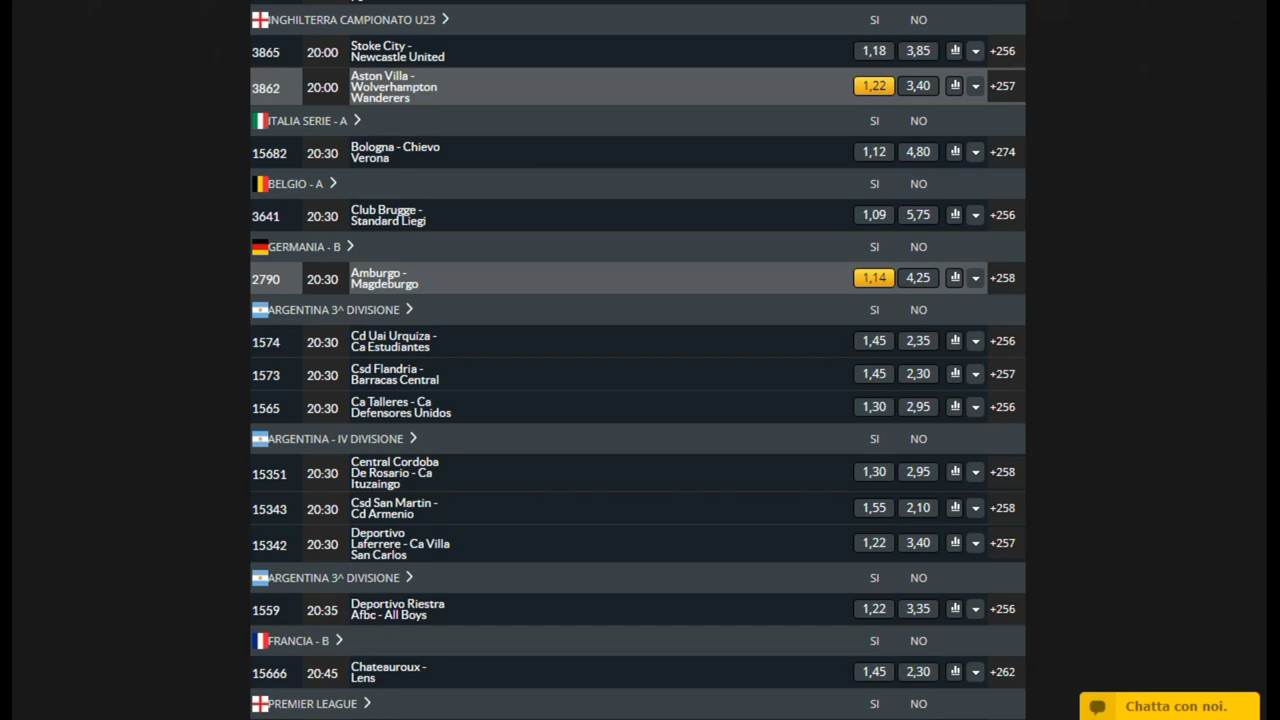 INGHILTERRA CAMPIONATO U23 SI NO
3865 20:00 Stoke City -
Newcastle United 1,18 3,85 +256
3862 20:00 Aston Villa -
Wolverhampton
Wanderers 1,22 3,40 +257
ITALIA SERIE - A SI NO
15682 20:30 Bologna - Chievo
Verona 1,12 4,80 +274
BELGIO - A SI NO
3641 20:30 Club Brugge -
Standard Liegi 1,09 5,75 +256
GERMANIA - B SI NO
2790 20:30 Amburgo -
Magdeburgo 1,14 4,25 +258
ARGENTINA 3^ DIVISIONE SI NO
1574 20:30 Cd Uai Urquiza -
Ca Estudiantes 1,45 2,35 +256
1573 20:30 Csd Flandria -
Barracas Central 1,45 2,30 +257
1565 20:30 Ca Talleres - Ca
Defensores Unidos 1,30 2,95 +256
ARGENTINA - IV DIVISIONE SI NO
15351 20:30 Central Cordoba
De Rosario - Ca
Ituzaingo 1,30 2,95 +258
15343 20:30 Csd San Martin -
Cd Armenio 1,55 2,10 +258
15342 20:30 Deportivo
Laferrere - Ca Villa
San Carlos 1,22 3,40 +257
ARGENTINA 3^ DIVISIONE SI NO
1559 20:35 Deportivo Riestra
Afbc - All Boys 1,22 3,35 +256
FRANCIA - B SI NO
15666 20:45 Chateauroux -
Lens 1,45 2,30 +262
PREMIER LEAGUE SI NO
Chatta con noi.